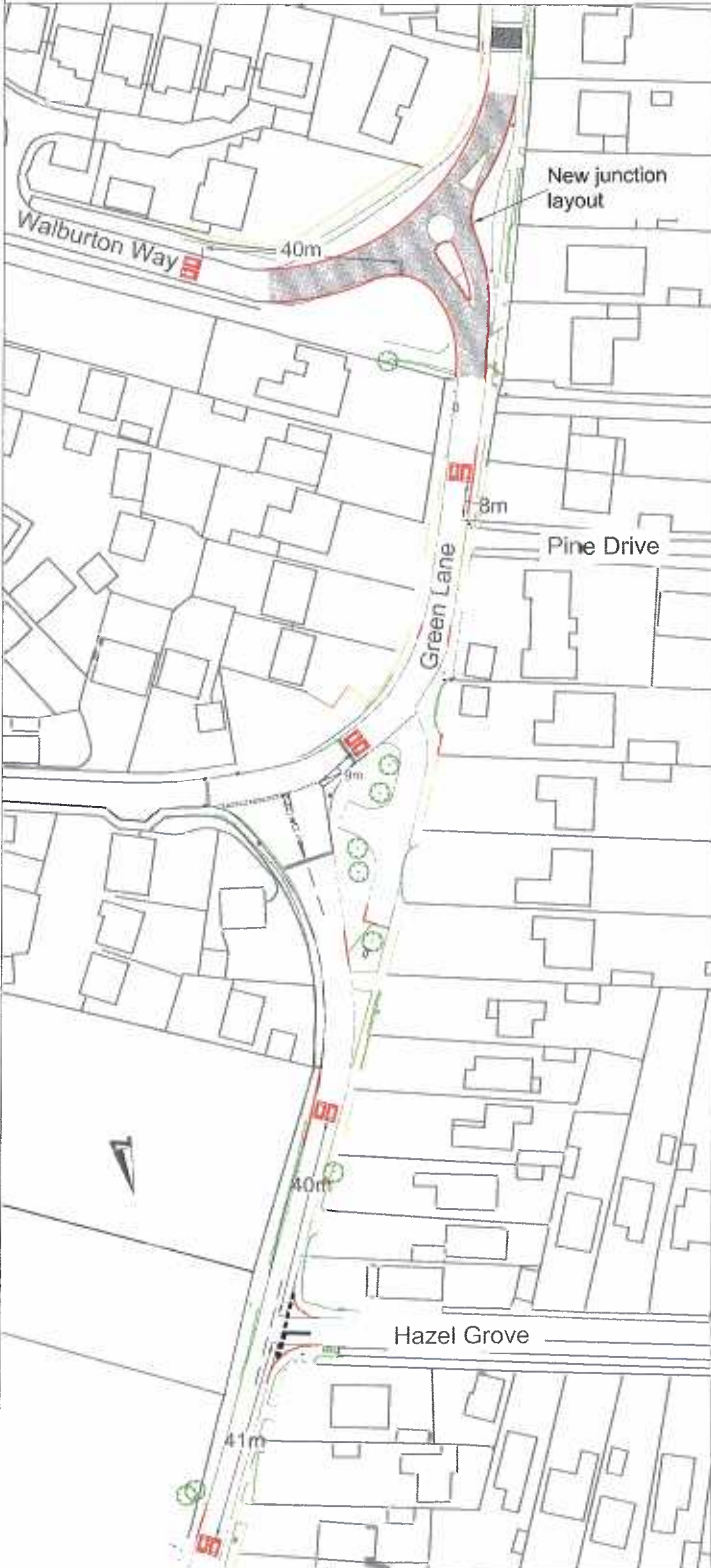 New junction
layout
Walburton Way
40m
8m
Pine Drive
Green Lane
9m
40m
Hazel Grove
41m